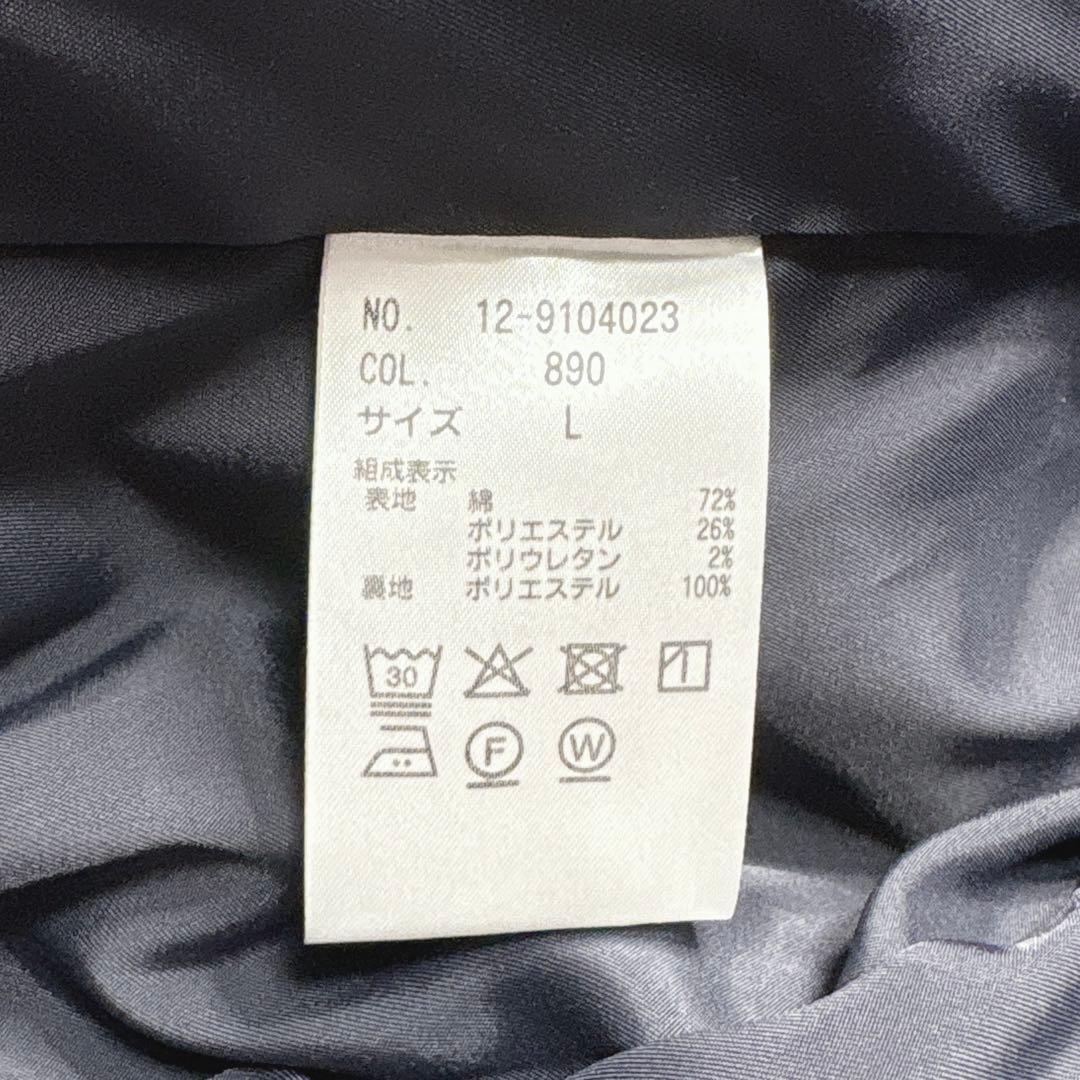 NO. 12-9104023
COL. 890
サイズ L
組成表示
表地 綿 72%
ポリエステル 26%
ポリウレタン 2%
裏地 ポリエステル 100%
30
F W